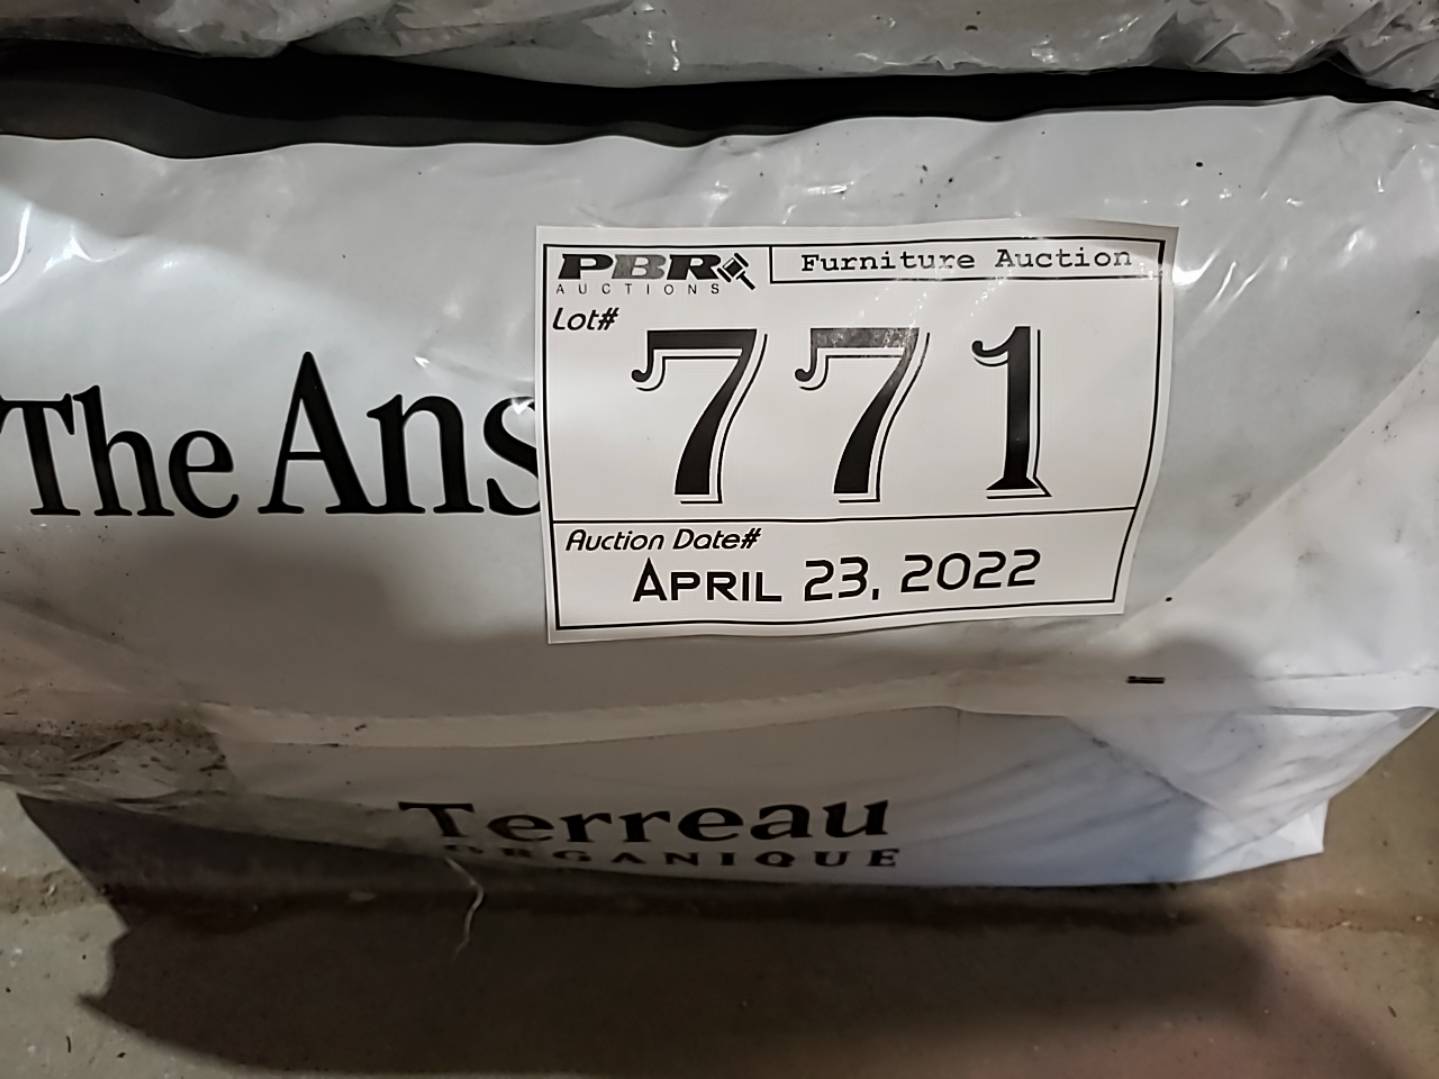 PBR
AUCTIONS
Furniture Auction
Lot#
771
The Ans
Auction Date#
APRIL 23, 2022
Terreau
ORGANIQUE